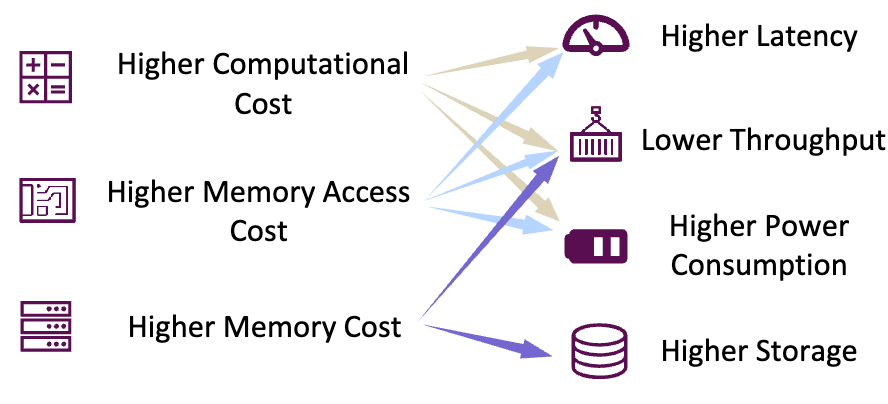 Higher Computational
Cost
Higher Memory Access
Cost
Higher Memory Cost
Higher Latency
Lower Throughput
Higher Power
Consumption
Higher Storage